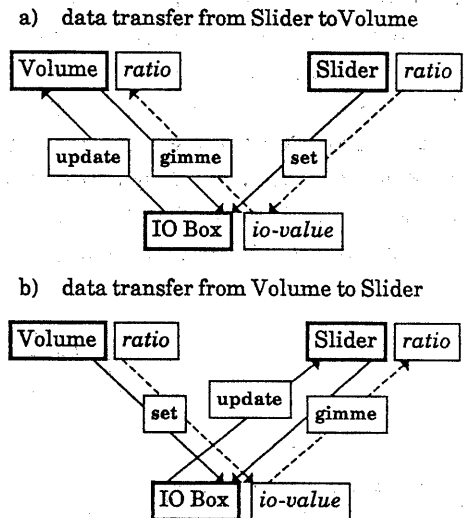 a) data transfer from Slider toVolume
Volume ratio Slider ratio
update gimme set
IO Box io-value
b) data transfer from Volume to Slider
Volume ratio Slider ratio
set update gimme
IO Box io-value